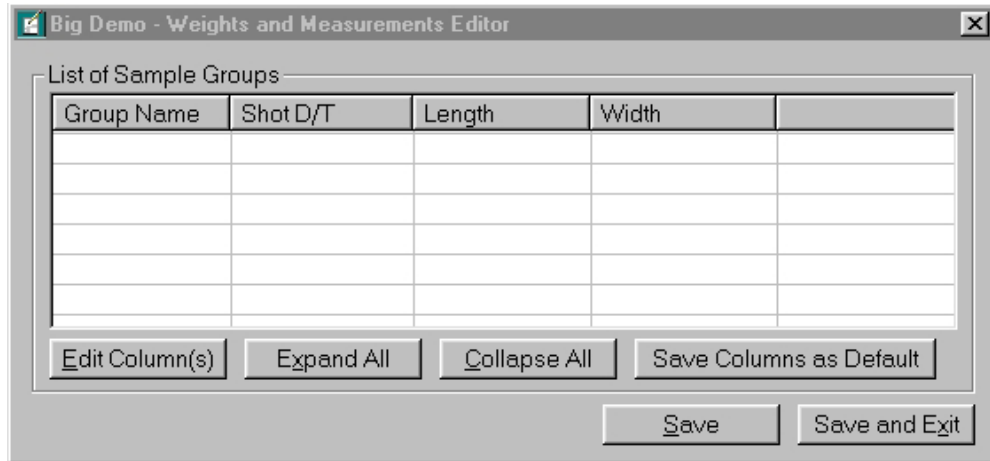 Big Demo - Weights and Measurements Editor
List of Sample Groups
Group Name Shot D/T Length Width
Edit Column(s) Expand All Collapse All Save Columns as Default
Save Save and Exit